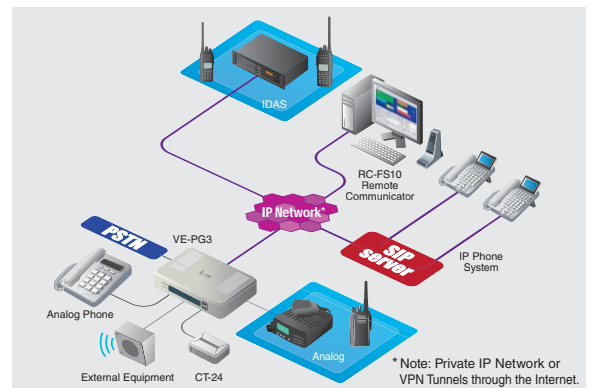 IDAS
RC-FS10
Remote
Communicator
IP Network*
PSTN
VE-PG3
SIP
server
IP Phone
System
Analog Phone
Analog
External Equipment
CT-24
* Note: Private IP Network or
VPN Tunnels through the Internet.